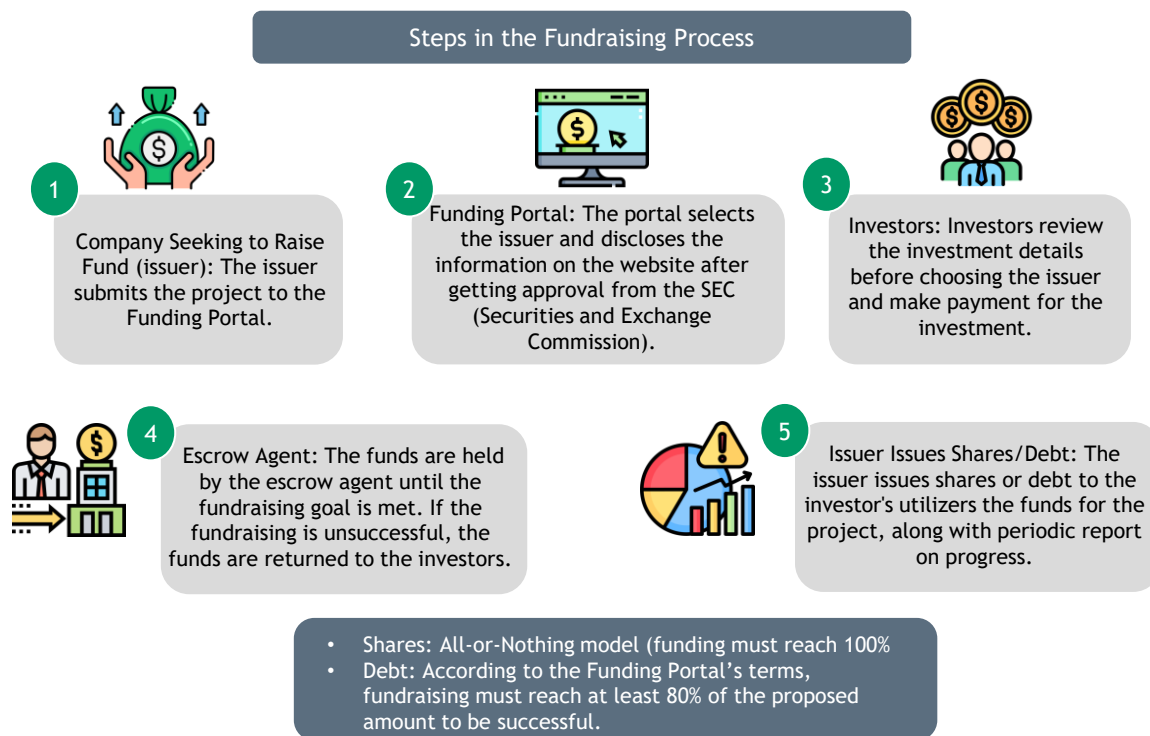 Steps in the Fundraising Process
1
Company Seeking to Raise
Fund (issuer): The issuer
submits the project to the
Funding Portal.
2
Funding Portal: The portal selects
the issuer and discloses the
information on the website after
getting approval from the SEC
(Securities and Exchange
Commission).
3
Investors: Investors review
the investment details
before choosing the issuer
and make payment for the
investment.
4
Escrow Agent: The funds are held
by the escrow agent until the
fundraising goal is met. If the
fundraising is unsuccessful, the
funds are returned to the investors.
5
Issuer Issues Shares/Debt: The
issuer issues shares or debt to the
investor's utilizers the funds for the
project, along with periodic report
on progress.
• Shares: All-or-Nothing model (funding must reach 100%
• Debt: According to the Funding Portal’s terms,
fundraising must reach at least 80% of the proposed
amount to be successful.